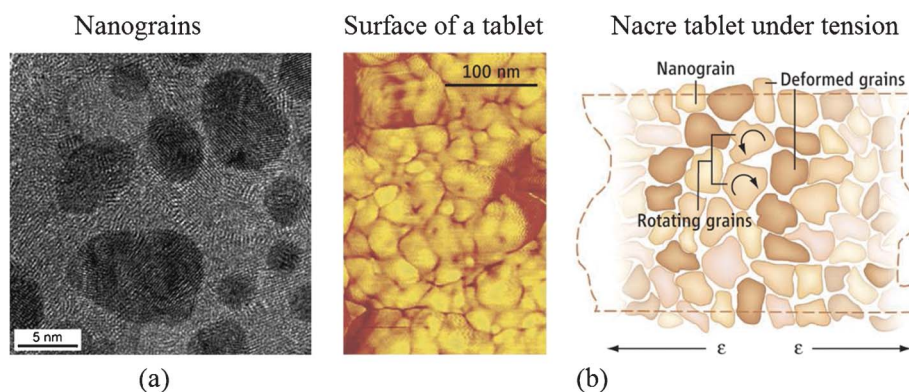 Nanograins
Surface of a tablet
Nacre tablet under tension
5 nm
100 nm
Nanograin
Deformed grains
Rotating grains
ε
ε
(a)
(b)